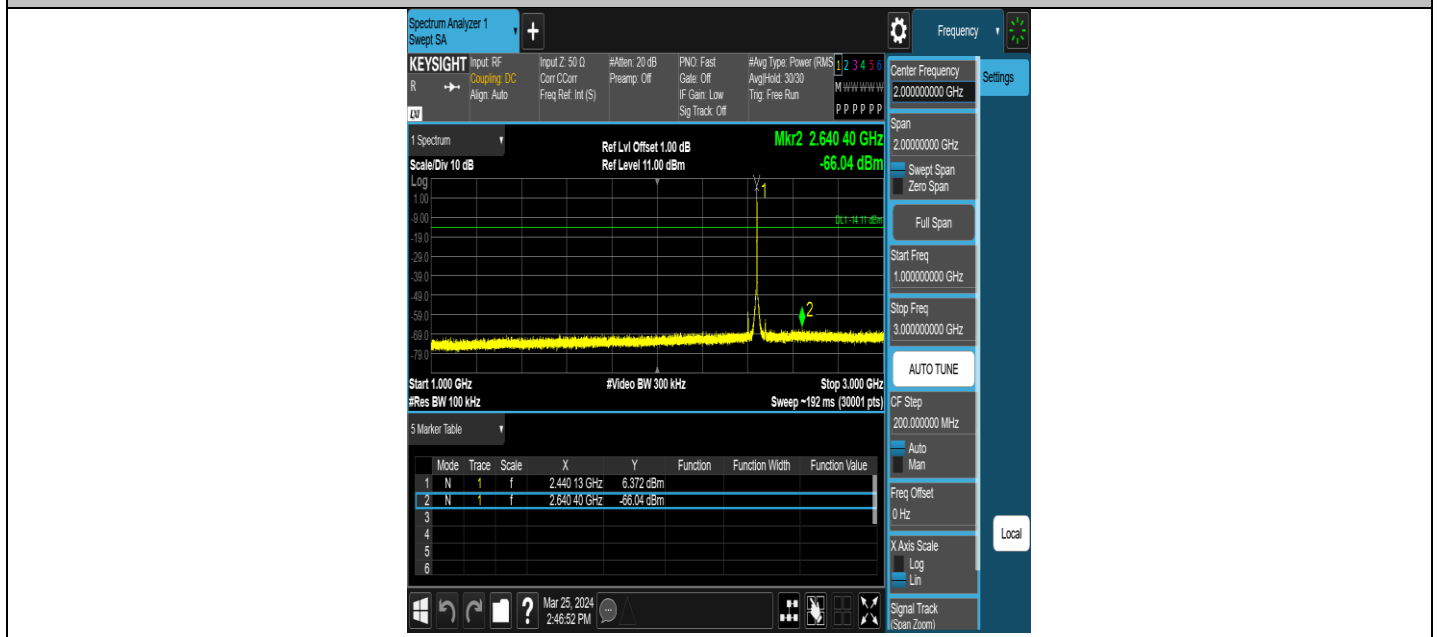 Spectrum Analyzer 1
Swept SA
+
Frequency
KEYSIGHT
R
LXI
Input: RF
Coupling: DC
Align: Auto
Input Z: 50 Ω
Corr CCorr
Freq Ref: Int (S)
#Atten: 20 dB
Preamp: Off
PNO: Fast
Gate: Off
IF Gain: Low
Sig Track: Off
#Avg Type: Power (RMS
Avg|Hold: 30/30
Trig: Free Run
1 2 3 4 5 6
M W W W W W
P P P P P P
1 Spectrum
Scale/Div 10 dB
Ref Lvl Offset 1.00 dB
Ref Level 11.00 dBm
Mkr2 2.640 40 GHz
-66.04 dBm
Log
1.00
-9.00
-19.0
-29.0
-39.0
-49.0
-59.0
-69.0
-79.0
1
DL1 -14.11 dBm
2
Start 1.000 GHz
#Video BW 300 kHz
Stop 3.000 GHz
#Res BW 100 kHz
Sweep ~192 ms (30001 pts)
5 Marker Table
Mode Trace Scale X Y Function Function Width Function Value
1 N 1 f 2.440 13 GHz 6.372 dBm
2 N 1 f 2.640 40 GHz -66.04 dBm
3
4
5
6
?
Mar 25, 2024
2:46:52 PM
Center Frequency
2.000000000 GHz
Settings
Span
2.00000000 GHz
Swept Span
Zero Span
Full Span
Start Freq
1.000000000 GHz
Stop Freq
3.000000000 GHz
AUTO TUNE
CF Step
200.000000 MHz
Auto
Man
Freq Offset
0 Hz
X Axis Scale
Log
Lin
Local
Signal Track
(Span Zoom)